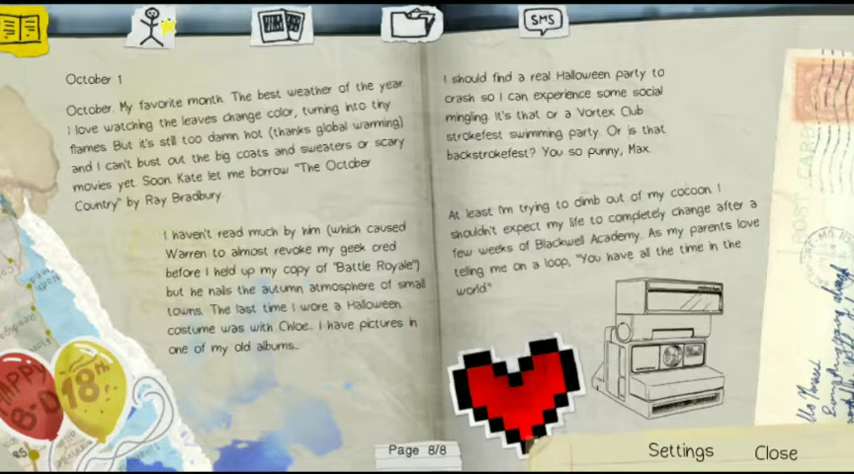 SMS
October 1
October. My favorite month. The best weather of the year.
I love watching the leaves change color, turning into tiny
flames. But it's still too damn hot (thanks global warming)
and I can't bust out the big coats and sweaters or scary
movies yet. Soon. Kate let me borrow "The October
Country" by Ray Bradbury.
I haven't read much by him (which caused
Warren to almost revoke my geek cred
before I held up my copy of "Battle Royale")
but he nails the autumn atmosphere of small
towns. The last time I wore a Halloween
costume was with Chloe... I have pictures in
one of my old albums...
HAPPY
B-D
18th
I should find a real Halloween party to
crash so I can experience some social
mingling. It's that or a Vortex Club
strokefest swimming party. Or is that
backstrokefest? You so punny, Max.
At least I'm trying to climb out of my cocoon. I
shouldn't expect my life to completely change after a
few weeks of Blackwell Academy. As my parents love
telling me on a loop, "You have all the time in the
world."
POST CARD
Page 8/8
Settings
Close